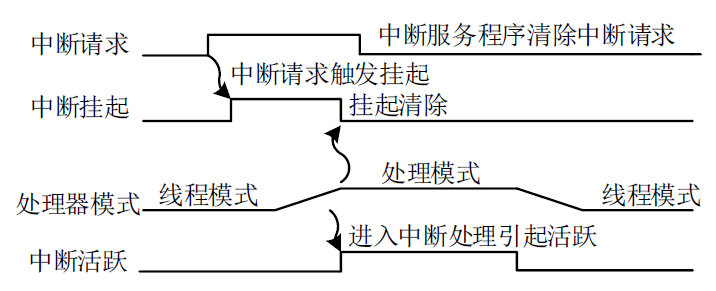 中断请求
中断服务程序清除中断请求
中断请求触发挂起
中断挂起
挂起清除
处理模式
处理器模式
线程模式
线程模式
进入中断处理引起活跃
中断活跃